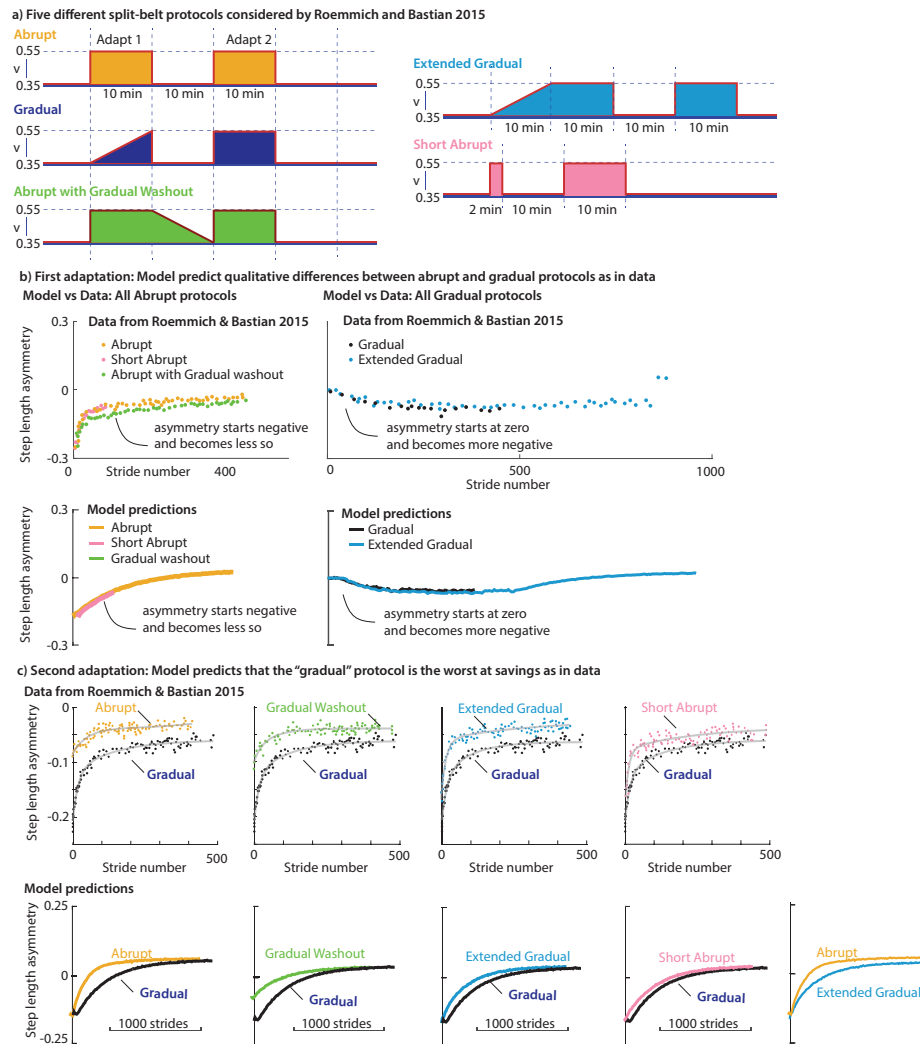 a) Five different split-belt protocols considered by Roemmich and Bastian 2015
Abrupt
Adapt 1
Adapt 2
0.55
v
0.35
10 min
10 min
10 min
Gradual
0.55
v
0.35
Abrupt with Gradual Washout
0.55
v
0.35
Extended Gradual
0.55
v
0.35
10 min
10 min
10 min
10 min
Short Abrupt
0.55
v
0.35
2 min
10 min
10 min
b) First adaptation: Model predict qualitative differences between abrupt and gradual protocols as in data
Model vs Data: All Abrupt protocols
Model vs Data: All Gradual protocols
0.3
0
-0.3
Step length asymmetry
Data from Roemmich & Bastian 2015
Abrupt
Short Abrupt
Abrupt with Gradual washout
asymmetry starts negative
and becomes less so
0
Stride number
400
Data from Roemmich & Bastian 2015
Gradual
Extended Gradual
asymmetry starts at zero
and becomes more negative
0
500
1000
Stride number
0.3
0
-0.3
Step length asymmetry
Model predictions
Abrupt
Short Abrupt
Gradual washout
asymmetry starts negative
and becomes less so
Model predictions
Gradual
Extended Gradual
asymmetry starts at zero
and becomes more negative
c) Second adaptation: Model predicts that the “gradual” protocol is the worst at savings as in data
Data from Roemmich & Bastian 2015
0
-0.1
-0.2
Step length asymmetry
Abrupt
Gradual
0
500
Stride number
Gradual Washout
Gradual
0
500
Stride number
Extended Gradual
Gradual
0
500
Stride number
Short Abrupt
Gradual
0
500
Stride number
Model predictions
0.25
0
-0.25
Step length asymmetry
Abrupt
Gradual
1000 strides
Gradual Washout
Gradual
1000 strides
Extended Gradual
Gradual
1000 strides
Short Abrupt
Gradual
1000 strides
Abrupt
Extended Gradual